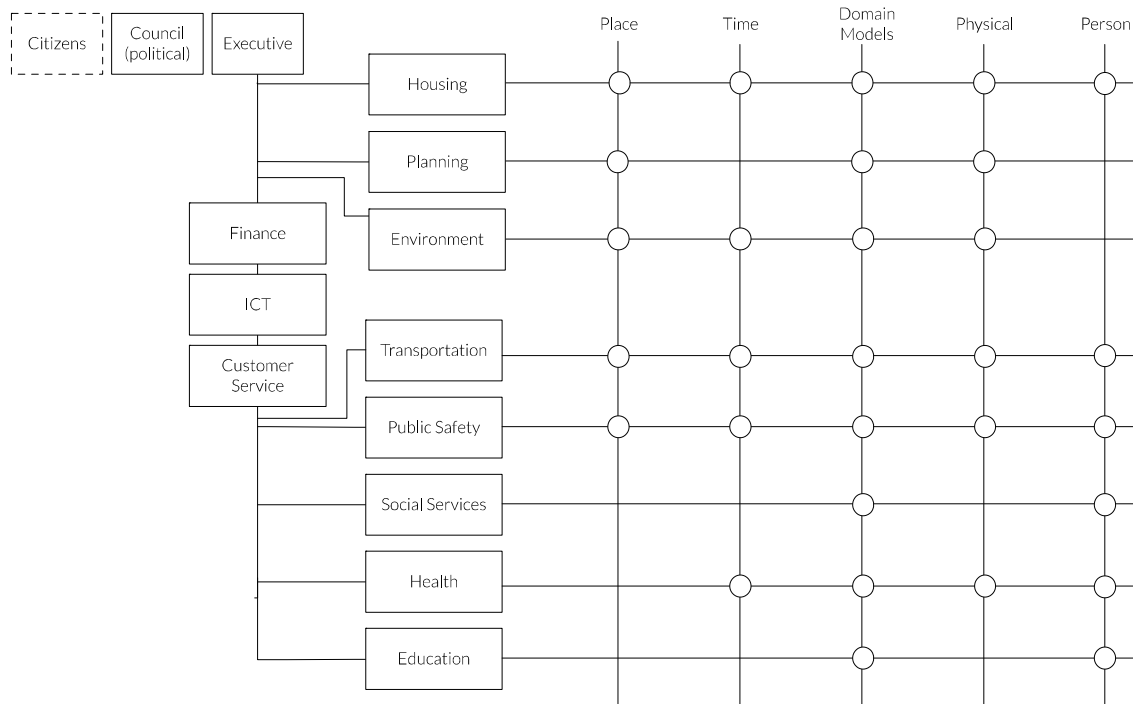 Citizens
Council
(political)
Executive
Place
Time
Domain
Models
Physical
Person
Housing
Planning
Finance
Environment
ICT
Customer
Service
Transportation
Public Safety
Social Services
Health
Education